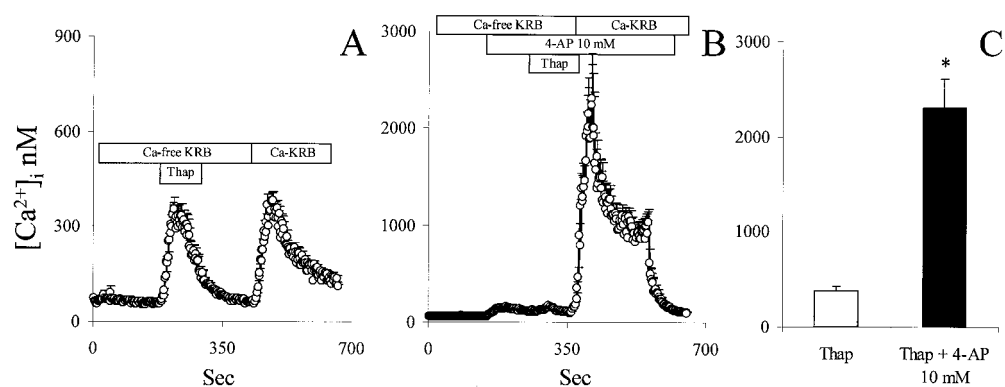 A
[Ca2+]i nM
900
600
300
0
Ca-free KRB
Ca-KRB
Thap
0
350
700
Sec
B
3000
2000
1000
0
Ca-free KRB
Ca-KRB
4-AP 10 mM
Thap
0
350
700
Sec
C
3000
2000
1000
0
*
Thap
Thap + 4-AP
10 mM